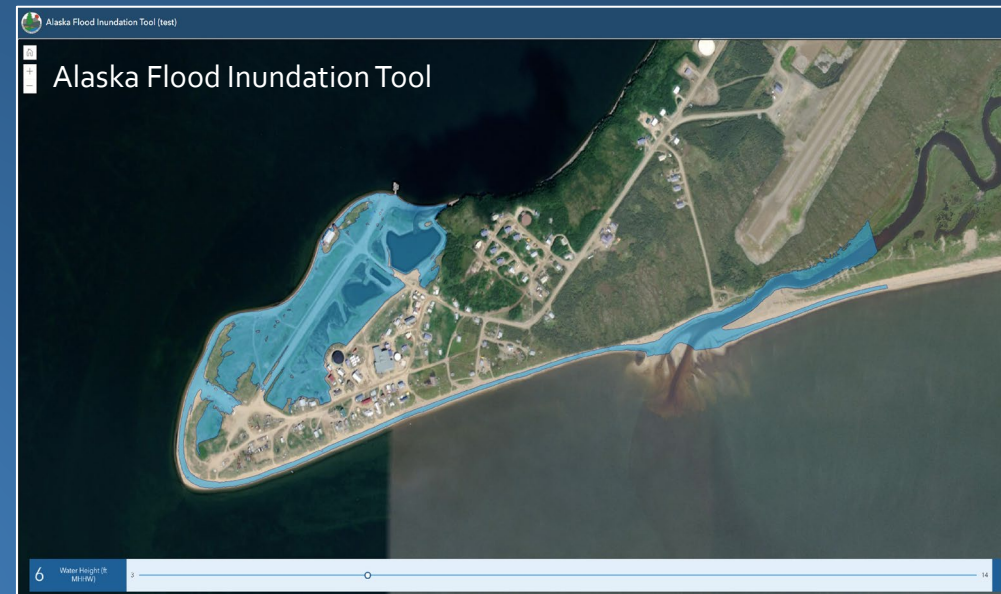 Alaska Flood Inundation Tool (test)
+
Alaska Flood Inundation Tool
–
6
Water Height (ft
MHHW)
3
14